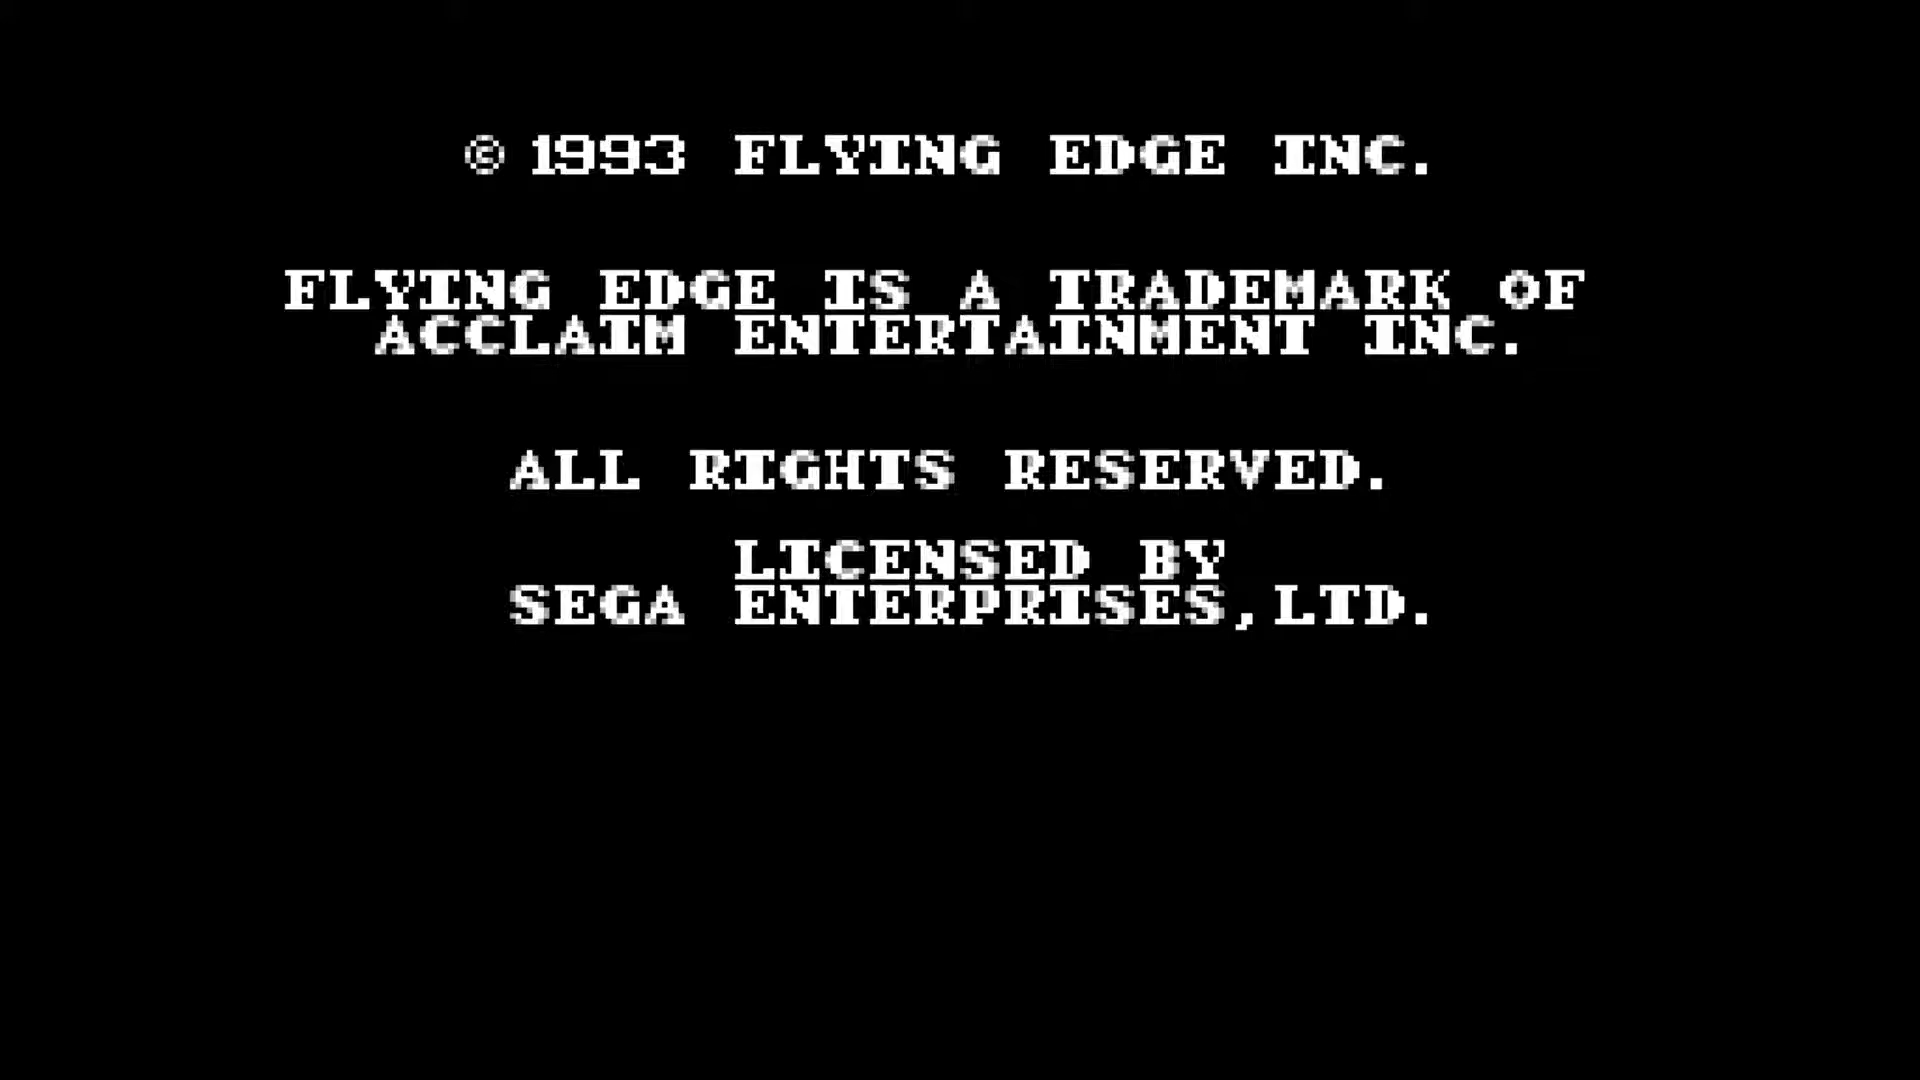 © 1993 FLYING EDGE INC.
FLYING EDGE IS A TRADEMARK OF
ACCLAIM ENTERTAINMENT INC.
ALL RIGHTS RESERVED.
LICENSED BY
SEGA ENTERPRISES,LTD.